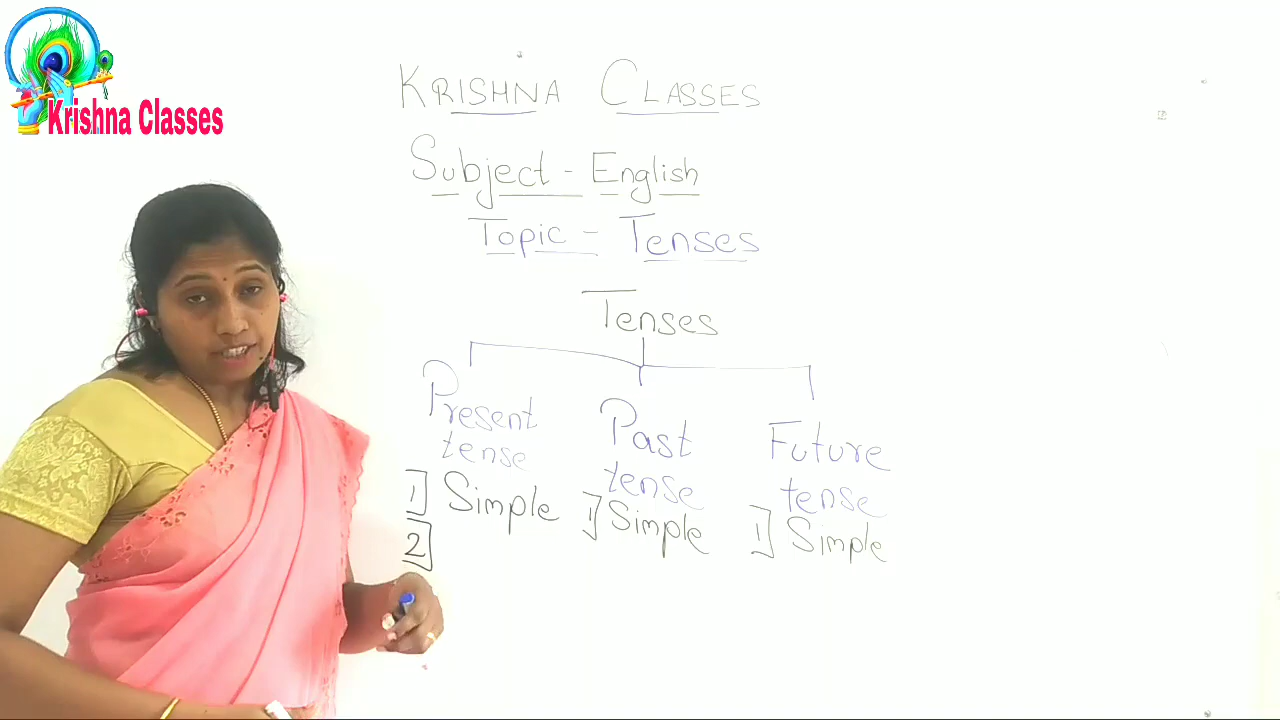 Krishna Classes
KRISHNA CLASSES
Subject - English
Topic - Tenses
Tenses
Present tense
Past tense
Future tense
1] Simple
1] Simple
1] Simple
2]